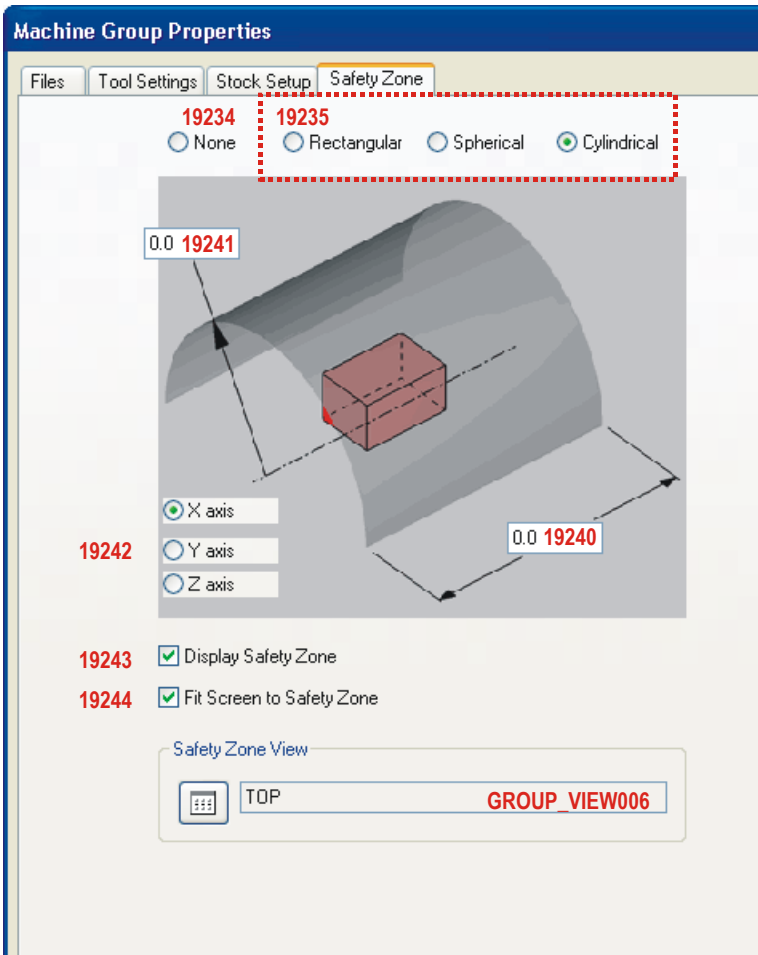 Machine Group Properties
Files Tool Settings Stock Setup Safety Zone
19234 19235
None Rectangular Spherical Cylindrical
0.0 19241
X axis
0.0 19240
19242 Y axis
Z axis
19243 Display Safety Zone
19244 Fit Screen to Safety Zone
Safety Zone View
TOP GROUP_VIEW006